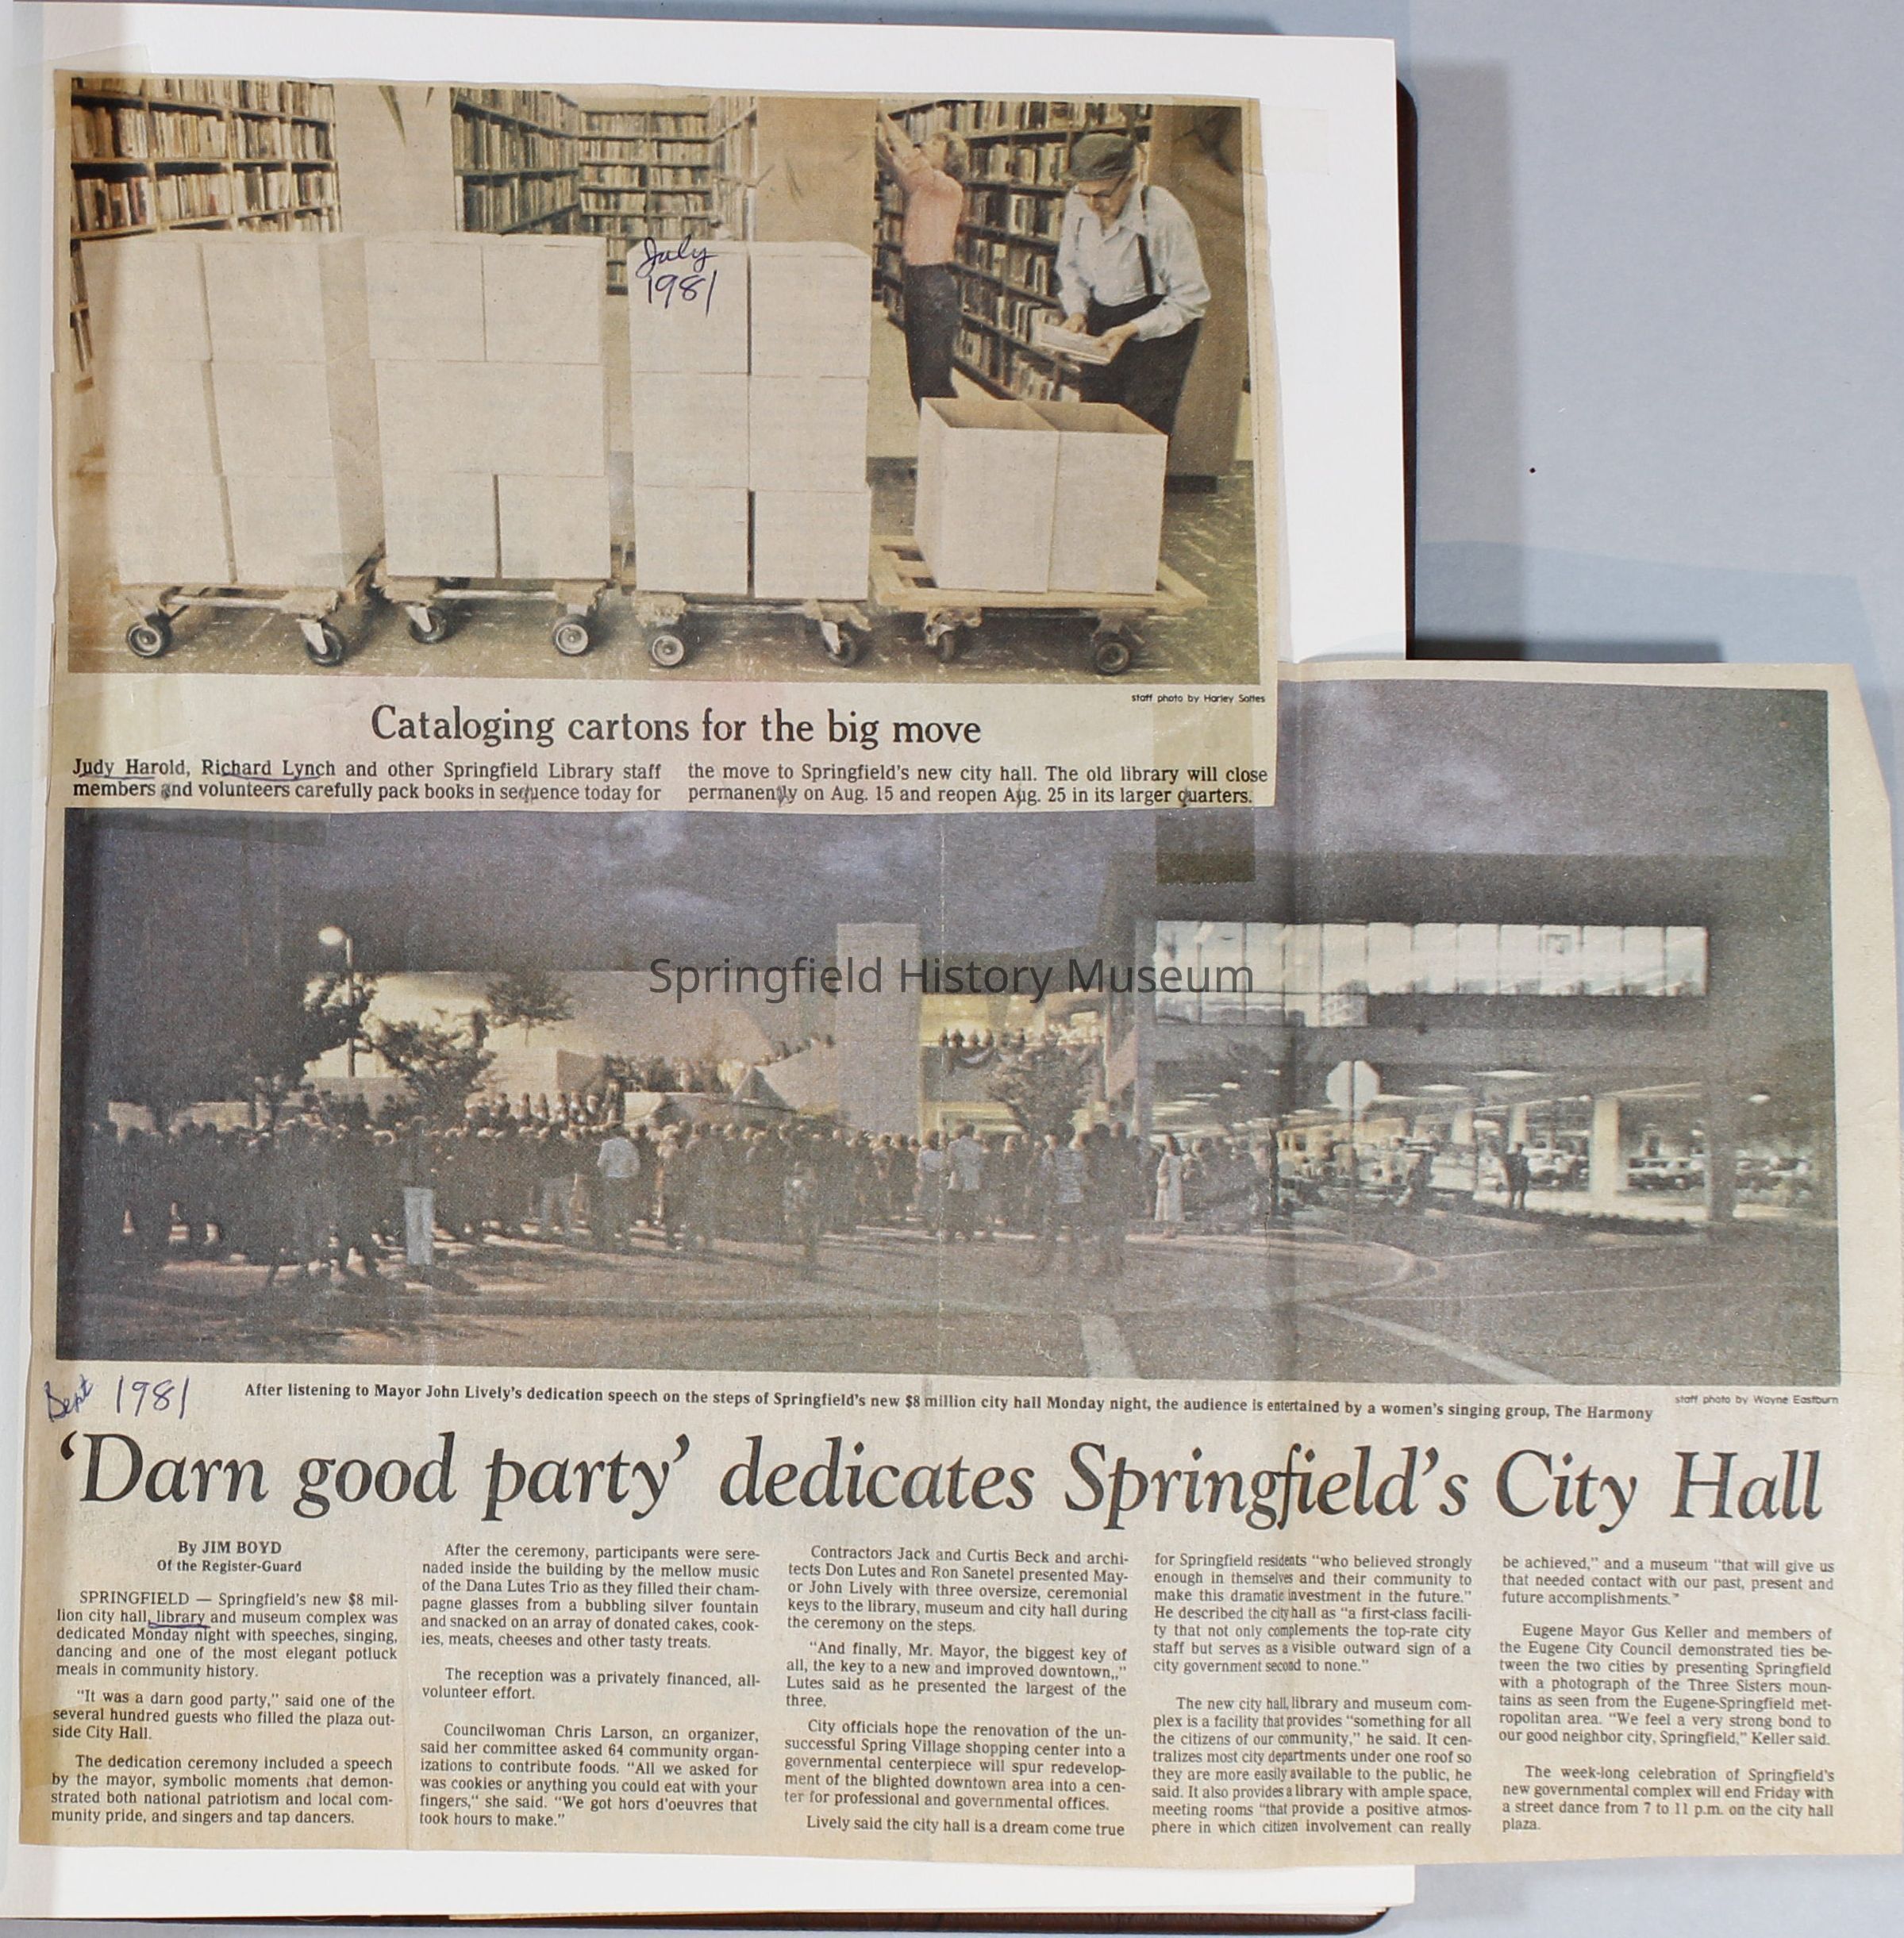 July
1981
staff photo by Harley Soltes
Cataloging cartons for the big move
Judy Harold, Richard Lynch and other Springfield Library staff
members and volunteers carefully pack books in sequence today for
the move to Springfield's new city hall. The old library will close
permanently on Aug. 15 and reopen Aug. 25 in its larger quarters.
Springfield History Museum
Sept 1981
After listening to Mayor John Lively's dedication speech on the steps of Springfield's new $8 million city hall Monday night, the audience is entertained by a women's singing group, The Harmony
staff photo by Wayne Eastburn
'Darn good party' dedicates Springfield's City Hall
By JIM BOYD
Of the Register-Guard
SPRINGFIELD — Springfield's new $8 mil-
lion city hall, library and museum complex was
dedicated Monday night with speeches, singing,
dancing and one of the most elegant potluck
meals in community history.
"It was a darn good party," said one of the
several hundred guests who filled the plaza out-
side City Hall.
The dedication ceremony included a speech
by the mayor, symbolic moments that demon-
strated both national patriotism and local com-
munity pride, and singers and tap dancers.
After the ceremony, participants were sere-
naded inside the building by the mellow music
of the Dana Lutes Trio as they filled their cham-
pagne glasses from a bubbling silver fountain
and snacked on an array of donated cakes, cook-
ies, meats, cheeses and other tasty treats.
The reception was a privately financed, all-
volunteer effort.
Councilwoman Chris Larson, an organizer,
said her committee asked 64 community organ-
izations to contribute foods. "All we asked for
was cookies or anything you could eat with your
fingers," she said. "We got hors d'oeuvres that
took hours to make."
Contractors Jack and Curtis Beck and archi-
tects Don Lutes and Ron Sanetel presented May-
or John Lively with three oversize, ceremonial
keys to the library, museum and city hall during
the ceremony on the steps.
"And finally, Mr. Mayor, the biggest key of
all, the key to a new and improved downtown,,"
Lutes said as he presented the largest of the
three.
City officials hope the renovation of the un-
successful Spring Village shopping center into a
governmental centerpiece will spur redevelop-
ment of the blighted downtown area into a cen-
ter for professional and governmental offices.
Lively said the city hall is a dream come true
for Springfield residents "who believed strongly
enough in themselves and their community to
make this dramatic investment in the future."
He described the city hall as "a first-class facili-
ty that not only complements the top-rate city
staff but serves as a visible outward sign of a
city government second to none."
The new city hall, library and museum com-
plex is a facility that provides "something for all
the citizens of our community," he said. It cen-
tralizes most city departments under one roof so
they are more easily available to the public, he
said. It also provides a library with ample space,
meeting rooms "that provide a positive atmos-
phere in which citizen involvement can really
be achieved," and a museum "that will give us
that needed contact with our past, present and
future accomplishments."
Eugene Mayor Gus Keller and members of
the Eugene City Council demonstrated ties be-
tween the two cities by presenting Springfield
with a photograph of the Three Sisters moun-
tains as seen from the Eugene-Springfield met-
ropolitan area. "We feel a very strong bond to
our good neighbor city, Springfield," Keller said.
The week-long celebration of Springfield's
new governmental complex will end Friday with
a street dance from 7 to 11 p.m. on the city hall
plaza.